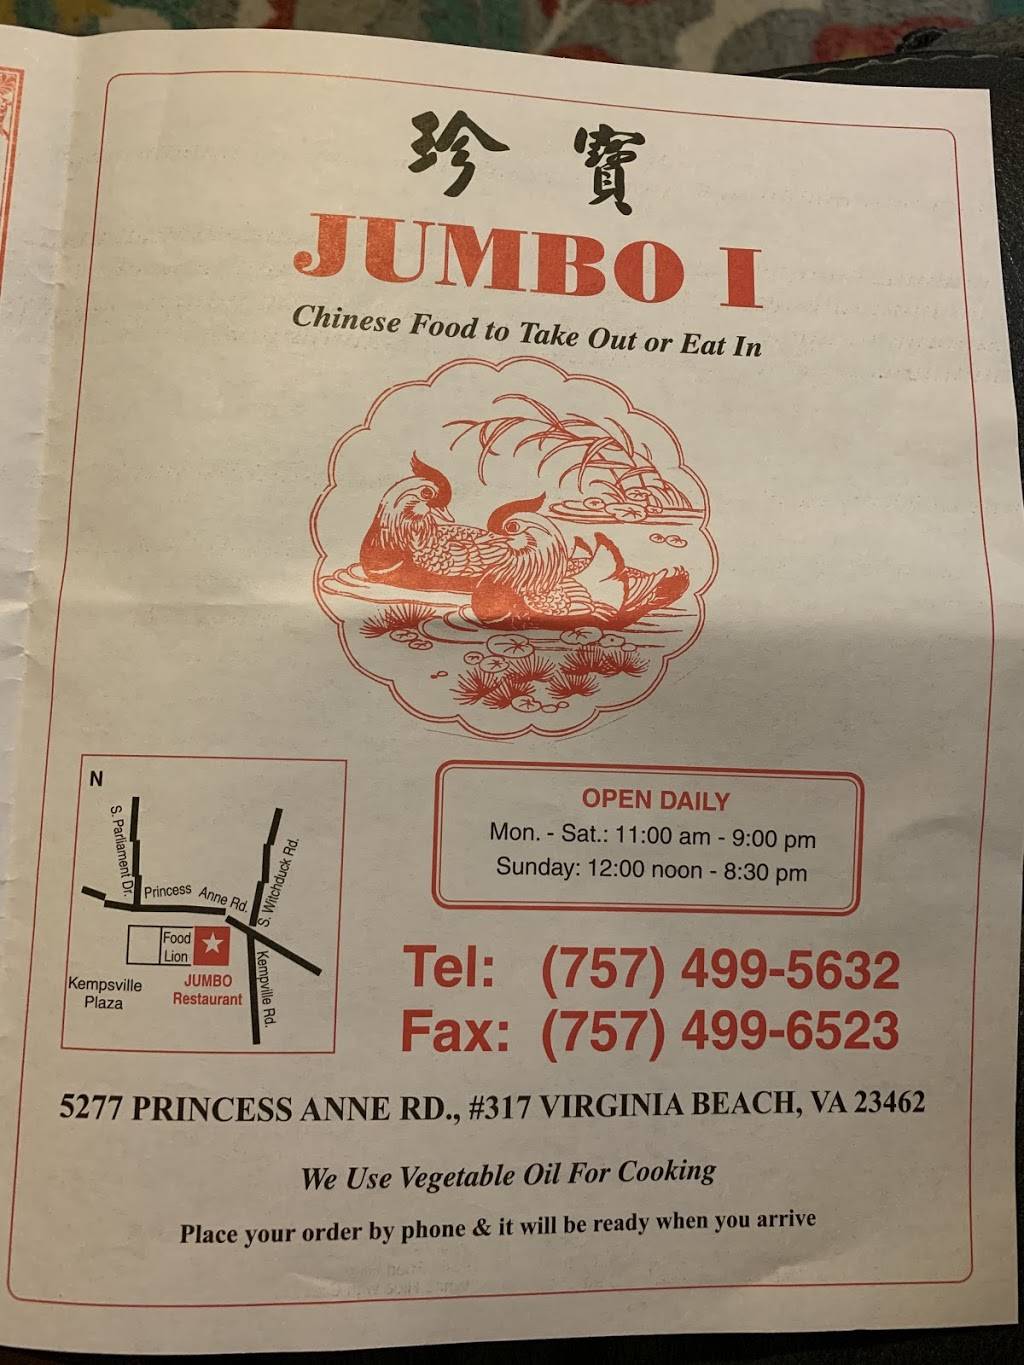 珍寶
JUMBO I
Chinese Food to Take Out or Eat In
N
S. Parliament Dr.
Princess Anne Rd.
S. Witchduck Rd.
Food
Lion
Kempsville
Plaza
JUMBO
Restaurant
Kempville Rd.
OPEN DAILY
Mon. - Sat.: 11:00 am - 9:00 pm
Sunday: 12:00 noon - 8:30 pm
Tel: (757) 499-5632
Fax: (757) 499-6523
5277 PRINCESS ANNE RD., #317 VIRGINIA BEACH, VA 23462
We Use Vegetable Oil For Cooking
Place your order by phone & it will be ready when you arrive